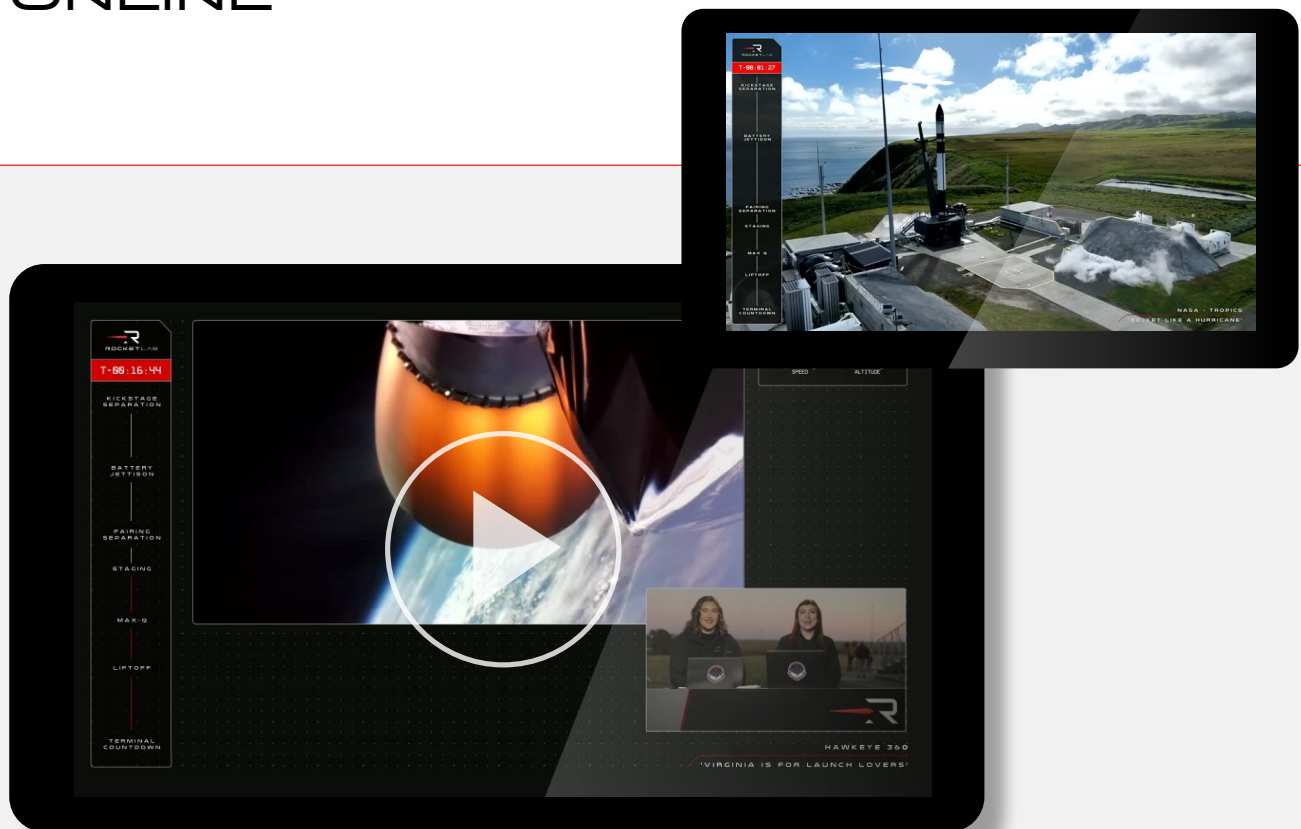 ONLINE
ROCKETLAB
T-00:01:27
KICKSTAGE
SEPARATION
BATTERY
JETTISON
FAIRING
SEPARATION
STAGING
MAX-Q
LIFTOFF
TERMINAL
COUNTDOWN
NASA - TROPICS
'ROCKET LIKE A HURRICANE'
ROCKETLAB
T-00:16:44
KICKSTAGE
SEPARATION
BATTERY
JETTISON
FAIRING
SEPARATION
STAGING
MAX-Q
LIFTOFF
TERMINAL
COUNTDOWN
SPEED
ALTITUDE
HAWKEYE 360
'VIRGINIA IS FOR LAUNCH LOVERS'